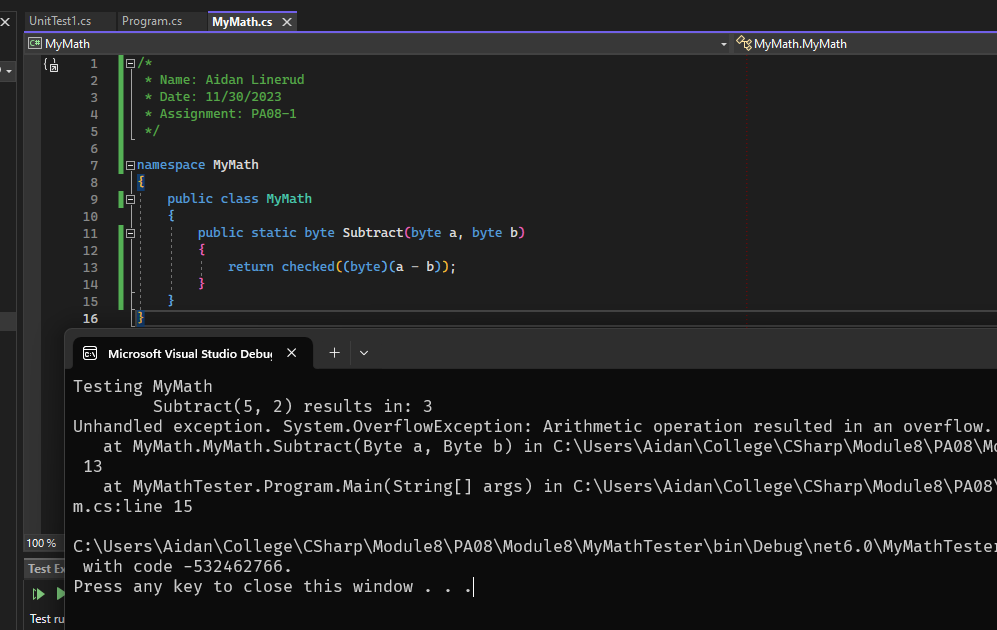 UnitTest1.cs Program.cs MyMath.cs
C# MyMath MyMath.MyMath
1 /*
2 * Name: Aidan Linerud
3 * Date: 11/30/2023
4 * Assignment: PA08-1
5 */
6
7 namespace MyMath
8 {
9 public class MyMath
10 {
11 public static byte Subtract(byte a, byte b)
12 {
13 return checked((byte)(a - b));
14 }
15 }
16 }
Microsoft Visual Studio Debug
Testing MyMath
Subtract(5, 2) results in: 3
Unhandled exception. System.OverflowException: Arithmetic operation resulted in an overflow.
at MyMath.MyMath.Subtract(Byte a, Byte b) in C:\Users\Aidan\College\CSharp\Module8\PA08\Mo
13
at MyMathTester.Program.Main(String[] args) in C:\Users\Aidan\College\CSharp\Module8\PA08\
m.cs:line 15
C:\Users\Aidan\College\CSharp\Module8\PA08\Module8\MyMathTester\bin\Debug\net6.0\MyMathTester
with code -532462766.
Press any key to close this window . . .
100 %
Test Ex
Test ru